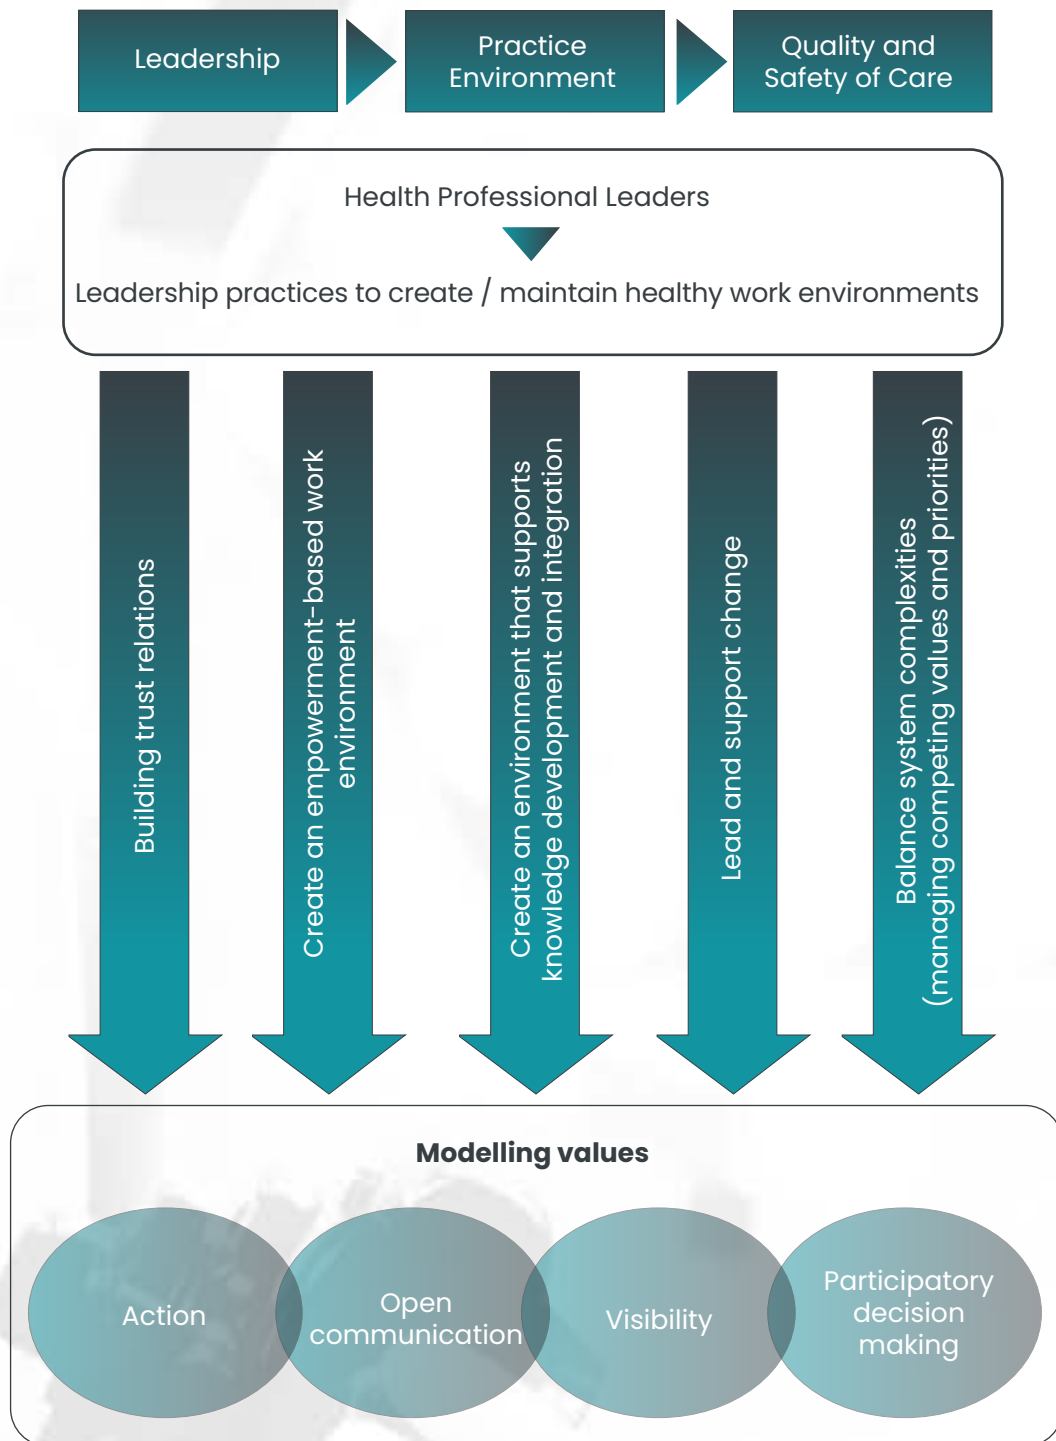 Leadership
Practice
Environment
Quality and
Safety of Care
Health Professional Leaders
Leadership practices to create / maintain healthy work environments
Building trust relations
Create an empowerment-based work
environment
Create an environment that supports
knowledge development and integration
Lead and support change
Balance system complexities
(managing competing values and priorities)
Modelling values
Action
Open
communication
Visibility
Participatory
decision
making